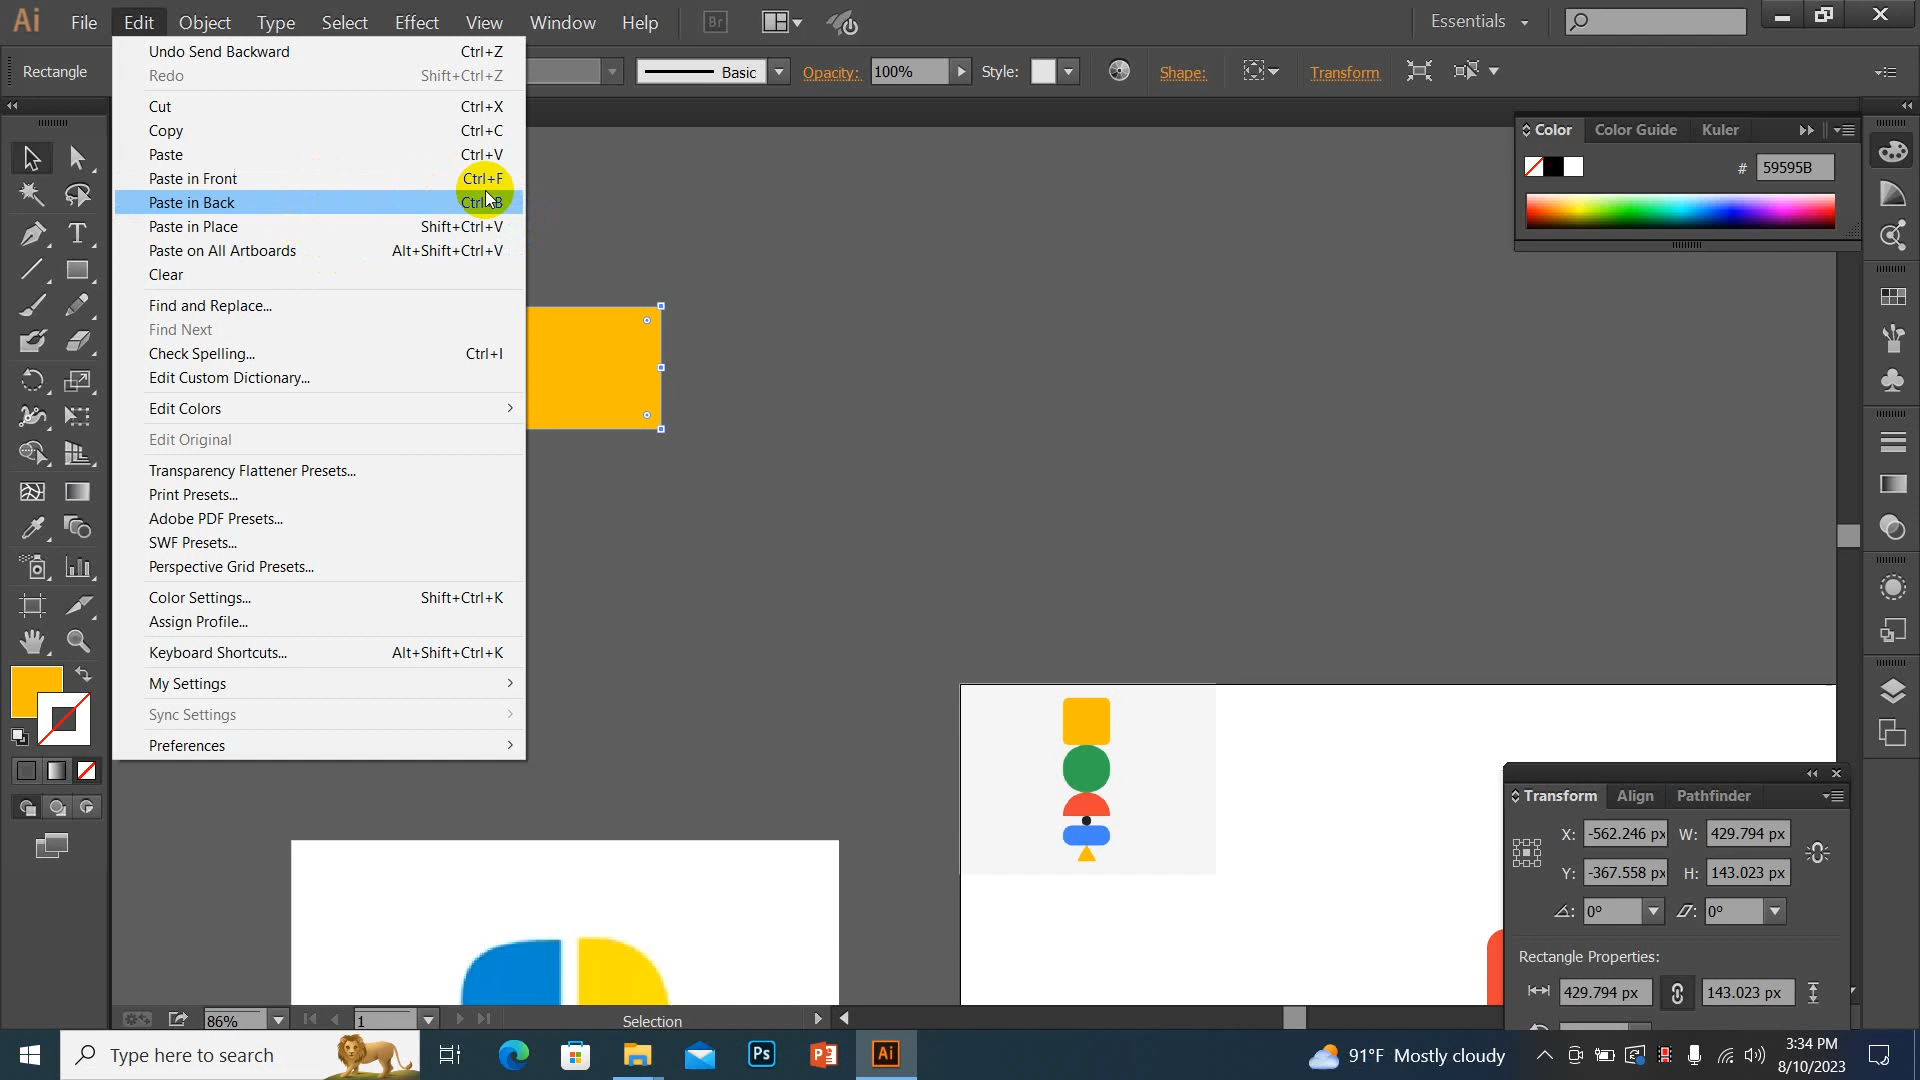 Ai File Edit Object Type Select Effect View Window Help Br Essentials
Rectangle Basic Opacity: 100% Style: Shape: Transform
Undo Send Backward Ctrl+Z
Redo Shift+Ctrl+Z
Cut Ctrl+X
Copy Ctrl+C
Paste Ctrl+V
Paste in Front Ctrl+F
Paste in Back Ctrl+B
Paste in Place Shift+Ctrl+V
Paste on All Artboards Alt+Shift+Ctrl+V
Clear
Find and Replace...
Find Next
Check Spelling... Ctrl+I
Edit Custom Dictionary...
Edit Colors
Edit Original
Transparency Flattener Presets...
Print Presets...
Adobe PDF Presets...
SWF Presets...
Perspective Grid Presets...
Color Settings... Shift+Ctrl+K
Assign Profile...
Keyboard Shortcuts... Alt+Shift+Ctrl+K
My Settings
Sync Settings
Preferences
Color Color Guide Kuler
# 59595B
Transform Align Pathfinder
X: -562.246 px W: 429.794 px
Y: -367.558 px H: 143.023 px
0° 0°
Rectangle Properties:
429.794 px 143.023 px
86% 1 Selection
Type here to search Ps Ai 91°F Mostly cloudy 3:34 PM
8/10/2023